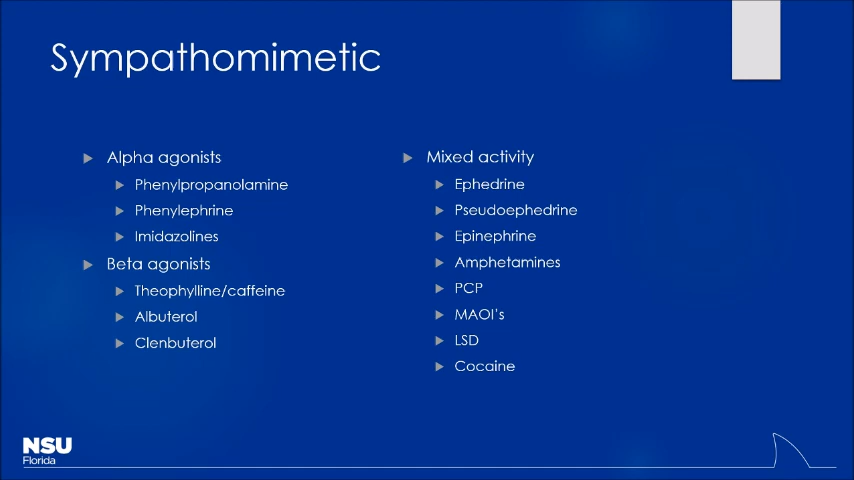 Sympathomimetic
Alpha agonists
Phenylpropanolamine
Phenylephrine
Imidazolines
Beta agonists
Theophylline/caffeine
Albuterol
Clenbuterol
Mixed activity
Ephedrine
Pseudoephedrine
Epinephrine
Amphetamines
PCP
MAOI's
LSD
Cocaine
NSU
Florida